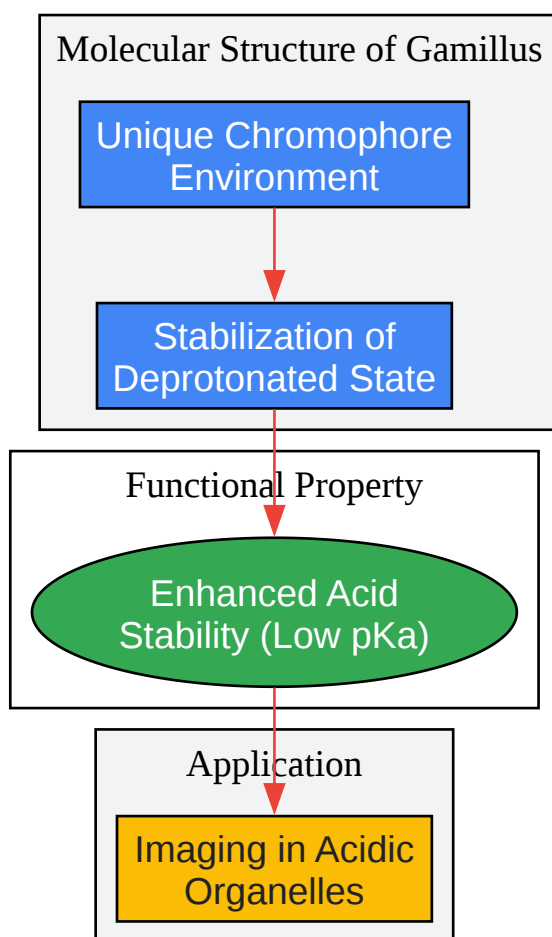 Molecular Structure of Gamillus
Unique Chromophore
Environment
Stabilization of
Deprotonated State
Functional Property
Enhanced Acid
Stability (Low pKa)
Application
Imaging in Acidic
Organelles